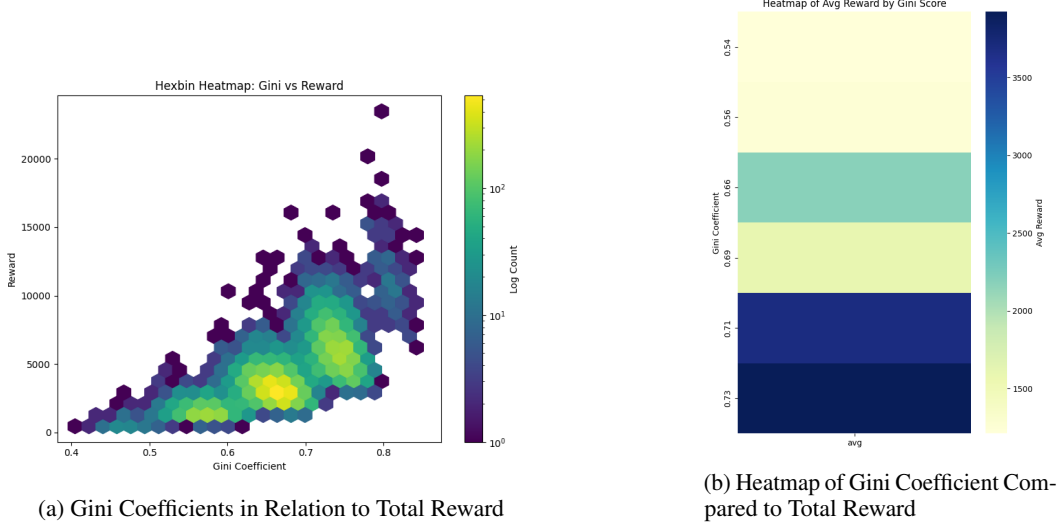 Hexbin Heatmap: Gini vs Reward
20000
15000
10000
5000
0
Reward
0.4 0.5 0.6 0.7 0.8
Gini Coefficient
10^2
10^1
10^0
Log Count
(a) Gini Coefficients in Relation to Total Reward
Heatmap of Avg Reward by Gini Score
0.54
0.56
0.66
0.69
0.71
0.73
Gini Coefficient
avg
3500
3000
2500
2000
1500
Avg Reward
(b) Heatmap of Gini Coefficient Com-
pared to Total Reward